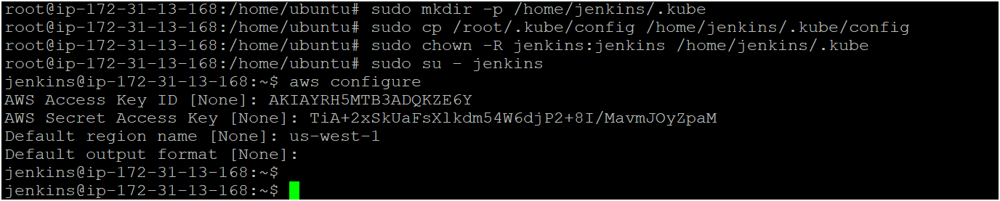 root@ip-172-31-13-168:/home/ubuntu# sudo mkdir -p /home/jenkins/.kube
root@ip-172-31-13-168:/home/ubuntu# sudo cp /root/.kube/config /home/jenkins/.kube/config
root@ip-172-31-13-168:/home/ubuntu# sudo chown -R jenkins:jenkins /home/jenkins/.kube
root@ip-172-31-13-168:/home/ubuntu# sudo su - jenkins
jenkins@ip-172-31-13-168:~$ aws configure
AWS Access Key ID [None]: AKIAYRH5MTB3ADQKZE6Y
AWS Secret Access Key [None]: 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
Default region name [None]: us-west-1
Default output format [None]:
jenkins@ip-172-31-13-168:~$
jenkins@ip-172-31-13-168:~$